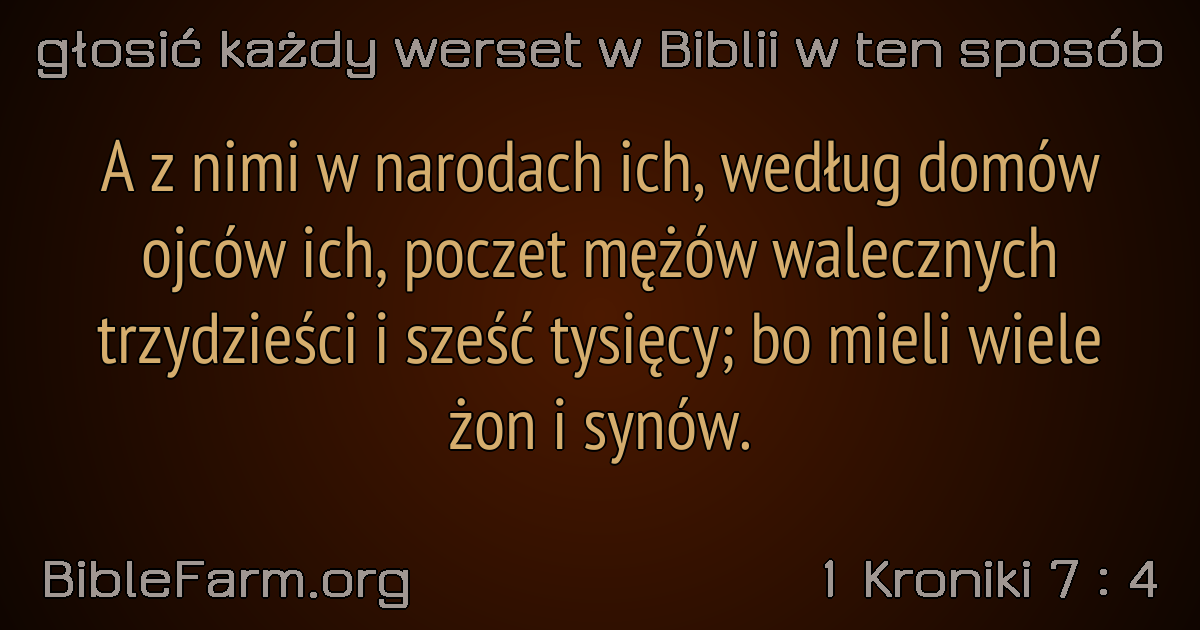 głosić każdy werset w Biblii w ten sposób
A z nimi w narodach ich, według domów
ojców ich, poczet mężów walecznych
trzydzieści i sześć tysięcy; bo mieli wiele
żon i synów.
BibleFarm.org
1 Kroniki 7 : 4